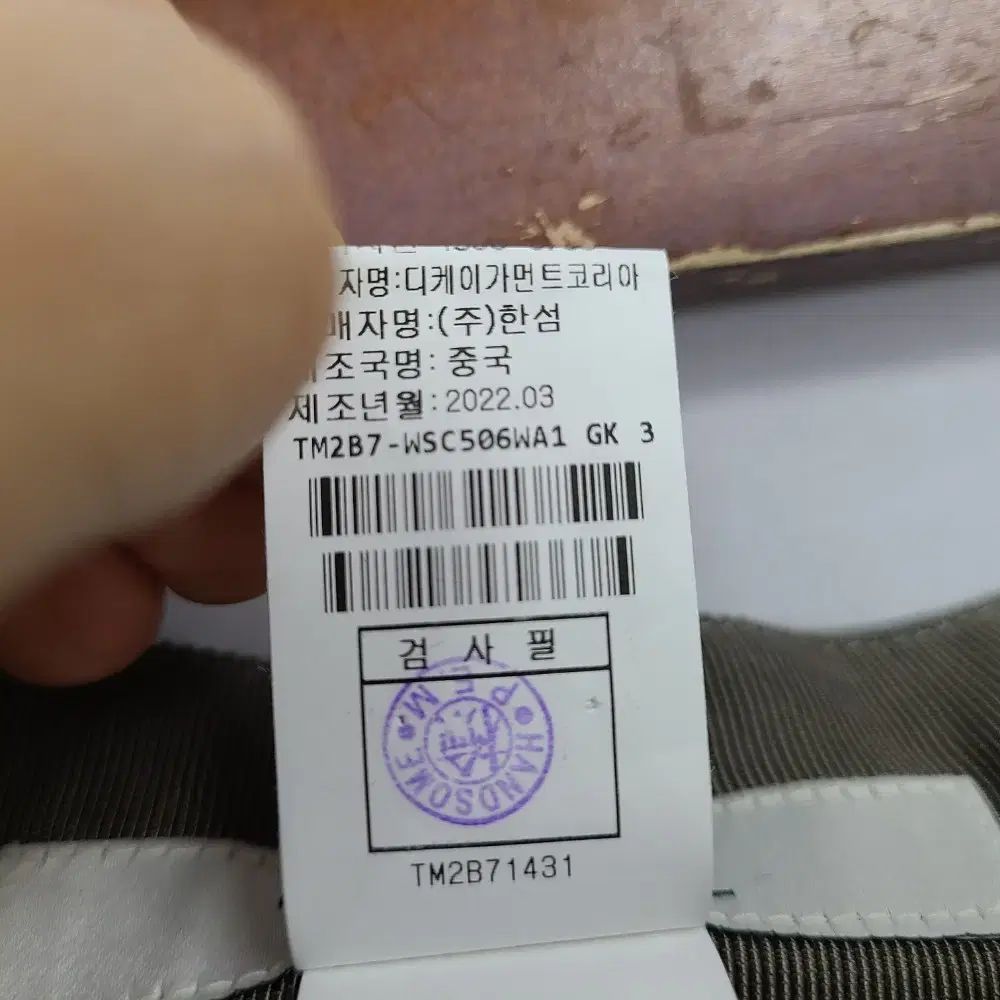 자명:디케이가먼트코리아
매자명:(주)한섬
조국명: 중국
제조년월:2022.03
TM2B7-WSC506WA1 GK 3
검 사 필
HANDSOME
TM2B71431